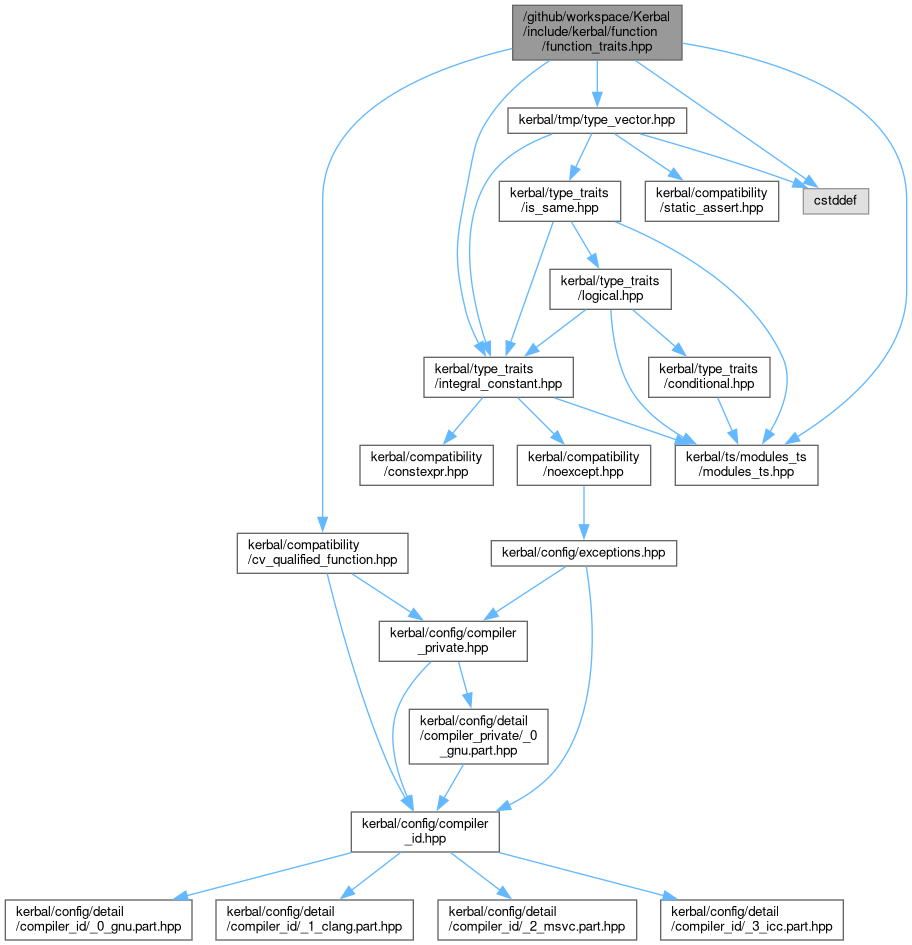 /github/workspace/Kerbal
/include/kerbal/function
/function_traits.hpp
kerbal/tmp/type_vector.hpp
kerbal/type_traits
/is_same.hpp
kerbal/compatibility
/static_assert.hpp
cstddef
kerbal/type_traits
/logical.hpp
kerbal/type_traits
/integral_constant.hpp
kerbal/type_traits
/conditional.hpp
kerbal/compatibility
/constexpr.hpp
kerbal/compatibility
/noexcept.hpp
kerbal/ts/modules_ts
/modules_ts.hpp
kerbal/compatibility
/cv_qualified_function.hpp
kerbal/config/exceptions.hpp
kerbal/config/compiler
_private.hpp
kerbal/config/detail
/compiler_private/_0
_gnu.part.hpp
kerbal/config/compiler
_id.hpp
kerbal/config/detail
/compiler_id/_0_gnu.part.hpp
kerbal/config/detail
/compiler_id/_1_clang.part.hpp
kerbal/config/detail
/compiler_id/_2_msvc.part.hpp
kerbal/config/detail
/compiler_id/_3_icc.part.hpp